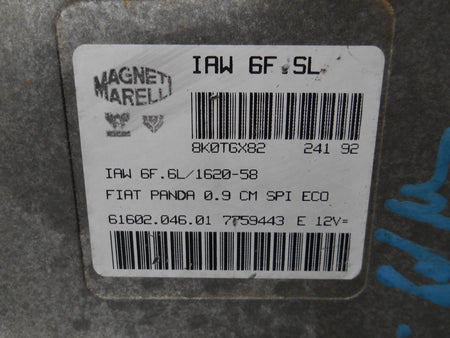 IAW 6F.SL
MAGNETI
MARELLI
8K0TGX82 241 92
IAW 6F.6L/1620-58
FIAT PANDA 0.9 CM SPI ECO
61602.046.01 7759443 E 12V=